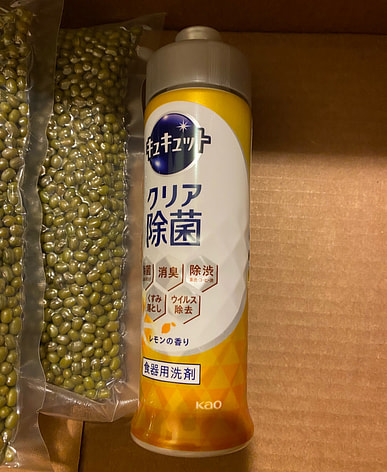 キュキュット
クリア
除菌
消臭
除渋
くすみ
落とし
ウイルス
除去
レモンの香り
食器用洗剤
Kao